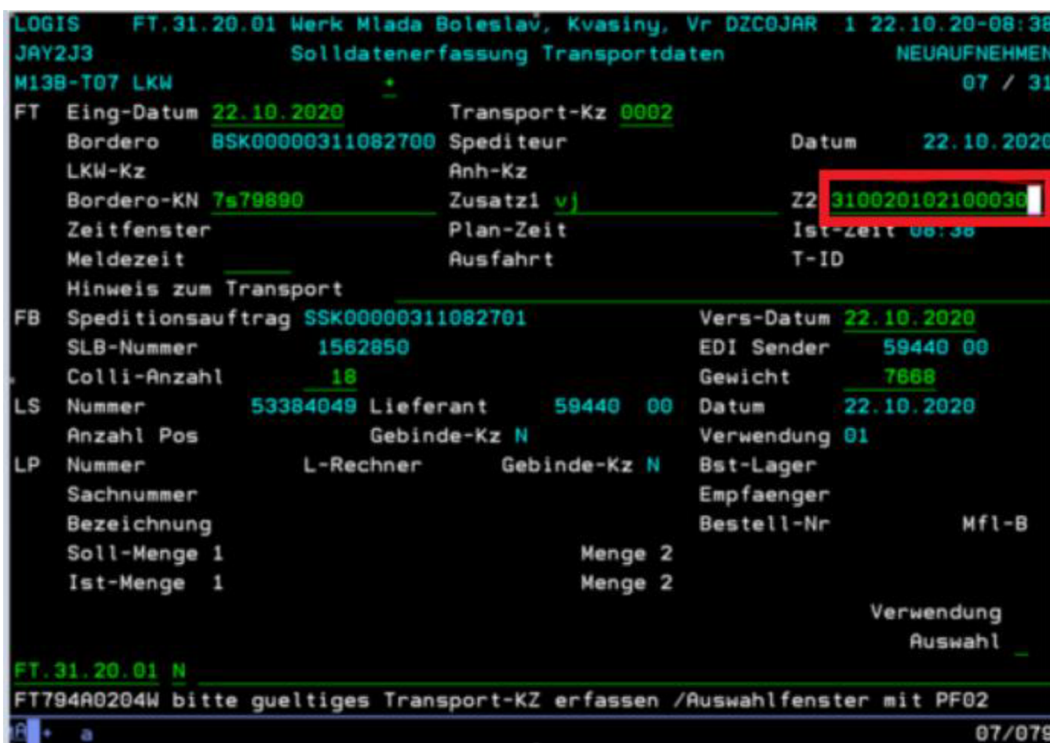 LOGIS FT.31.20.01 Werk Mlada Boleslav, Kvasiny, Vr DZCOJAR 1 22.10.20-08:38
JAY2J3 Solldatenerfassung Transportdaten NEUAUFNEHMEN
M13B-T07 LKW + 07 / 31
FT Eing-Datum 22.10.2020 Transport-Kz 0002
Bordero BSK00000311082700 Spediteur Datum 22.10.2020
LKW-Kz Anh-Kz
Bordero-KN 7s79890 Zusatz1 vj Z2 310020102100030
Zeitfenster Plan-Zeit Ist-Zeit 08:38
Meldezeit Ausfahrt T-ID
Hinweis zum Transport
FB Speditionsauftrag SSK00000311082701 Vers-Datum 22.10.2020
SLB-Nummer 1562850 EDI Sender 59440 00
Colli-Anzahl 18 Gewicht 7668
LS Nummer 53384049 Lieferant 59440 00 Datum 22.10.2020
Anzahl Pos Gebinde-Kz N Verwendung 01
LP Nummer L-Rechner Gebinde-Kz N Bst-Lager
Sachnummer Empfaenger
Bezeichnung Bestell-Nr Mfl-B
Soll-Menge 1 Menge 2
Ist-Menge 1 Menge 2
Verwendung
Auswahl _
FT.31.20.01 N
FT794A0204W bitte gueltiges Transport-KZ erfassen /Auswahlfenster mit PF02
A + a 07/079